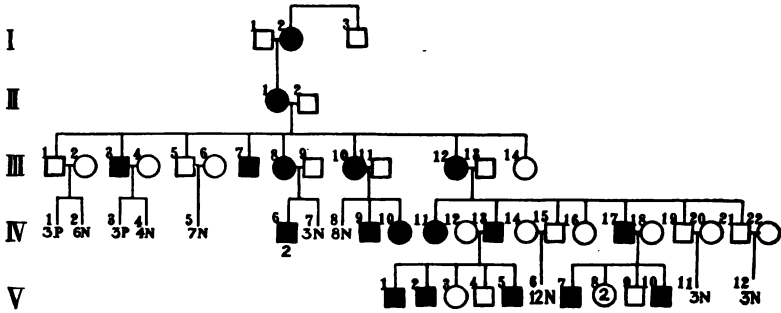 I 1 2 3
II 1 2
III 1 2 3 4 5 6 7 8 9 10 11 12 13 14
1 2 3 4 5 6 7 8 9 10 11 12 13 14 15 16 17 18 19 20 21 22
IV 3P 6N 3P 4N 7N 2 3N 8N
1 2 3 4 5 6 7 8 9 10 11 12
V 12N 2 3N 3N